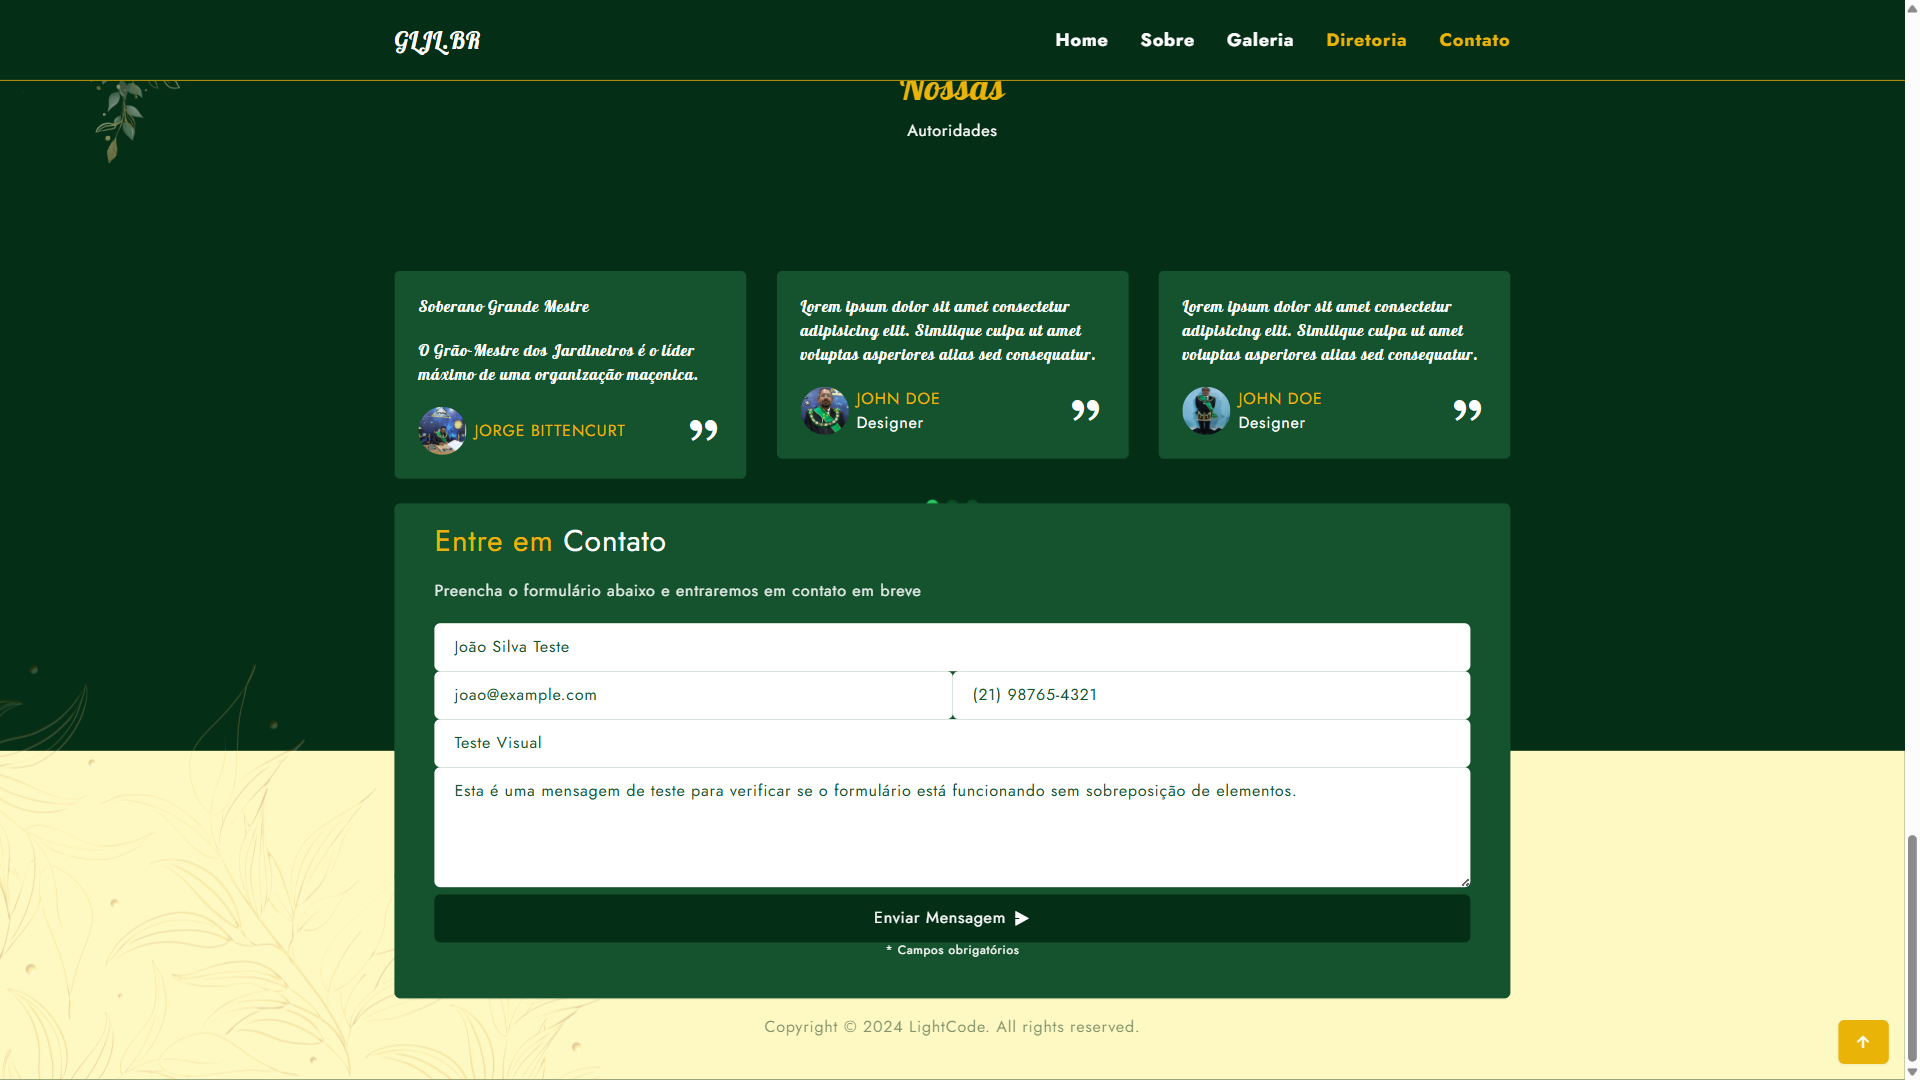 GLJL.BR
Home Sobre Galeria Diretoria Contato
Nossas
Autoridades
Soberano Grande Mestre
O Grão-Mestre dos Jardineiros é o líder
máximo de uma organização maçonica.
JORGE BITTENCURT
Lorem ipsum dolor sit amet consectetur
adipisicing elit. Similique culpa ut amet
voluptas asperiores alias sed consequatur.
JOHN DOE
Designer
Lorem ipsum dolor sit amet consectetur
adipisicing elit. Similique culpa ut amet
voluptas asperiores alias sed consequatur.
JOHN DOE
Designer
Entre em Contato
Preencha o formulário abaixo e entraremos em contato em breve
João Silva Teste
joao@example.com
(21) 98765-4321
Teste Visual
Esta é uma mensagem de teste para verificar se o formulário está funcionando sem sobreposição de elementos.
Enviar Mensagem
* Campos obrigatórios
Copyright © 2024 LightCode. All rights reserved.